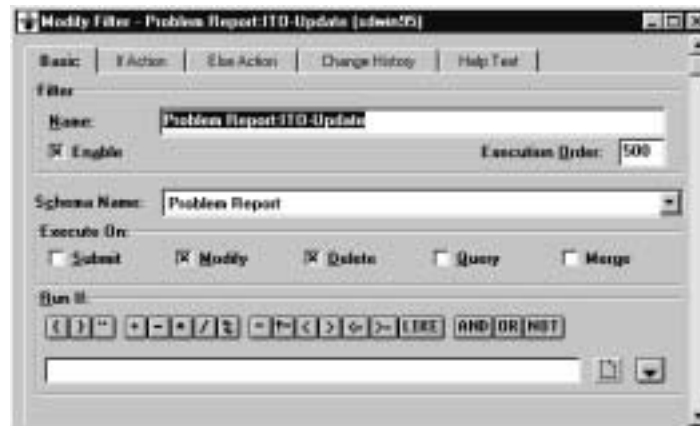 Modify Filter - Problem Report:ITO-Update (sdwin95)
Basic If Action Else Action Change History Help Text
Filter
Name: Problem Report:ITO-Update
Enable Execution Order: 500
Schema Name: Problem Report
Execute On:
Submit Modify Delete Query Merge
Run If:
( ) " + - * / % = != < > <= >= LIKE AND OR NOT